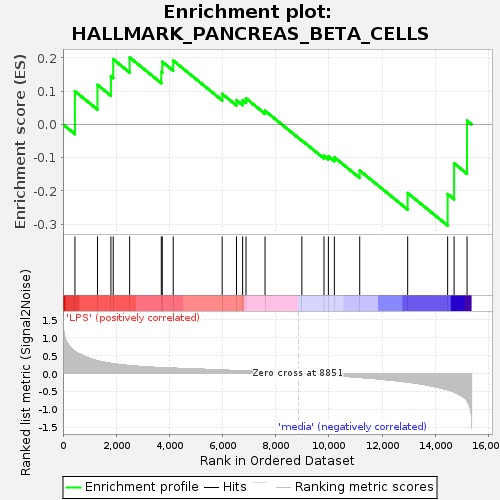 Enrichment plot:
HALLMARK_PANCREAS_BETA_CELLS
Enrichment score (ES)
0.2
0.1
0.0
-0.1
-0.2
-0.3
Ranked list metric (Signal2Noise)
1.5
1.0
0.5
0.0
-0.5
-1.0
-1.5
'LPS' (positively correlated)
Zero cross at 8851
'media' (negatively correlated)
0 2,000 4,000 6,000 8,000 10,000 12,000 14,000 16,000
Rank in Ordered Dataset
Enrichment profile Hits Ranking metric scores